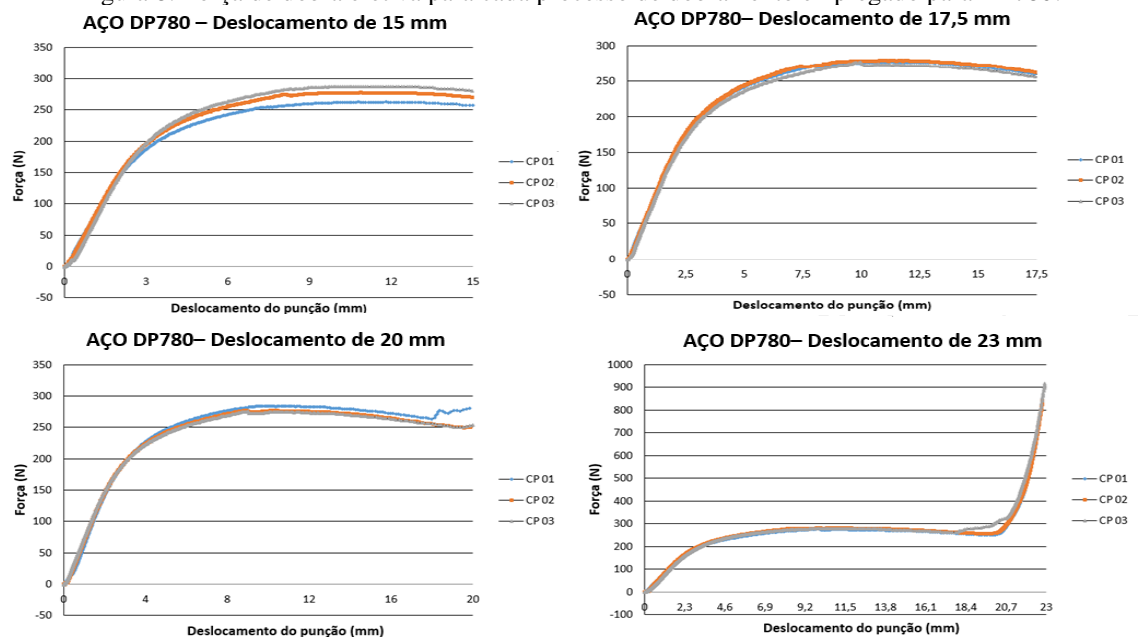 AÇO DP780 – Deslocamento de 15 mm
350
300
250
200
150
100
50
0
-50
0 3 6 9 12 15
Força (N)
Deslocamento do punção (mm)
CP 01
CP 02
CP 03
AÇO DP780– Deslocamento de 17,5 mm
300
250
200
150
100
50
0
-50
0 2,5 5 7,5 10 12,5 15 17,5
Força (N)
Deslocamento do punção (mm)
CP 01
CP 02
CP 03
AÇO DP780– Deslocamento de 20 mm
350
300
250
200
150
100
50
0
-50
0 4 8 12 16 20
Força (N)
Deslocamento do punção (mm)
CP 01
CP 02
CP 03
AÇO DP780– Deslocamento de 23 mm
1000
900
800
700
600
500
400
300
200
100
0
-100
0 2,3 4,6 6,9 9,2 11,5 13,8 16,1 18,4 20,7 23
Força (N)
Deslocamento do punção (mm)
CP 01
CP 02
CP 03